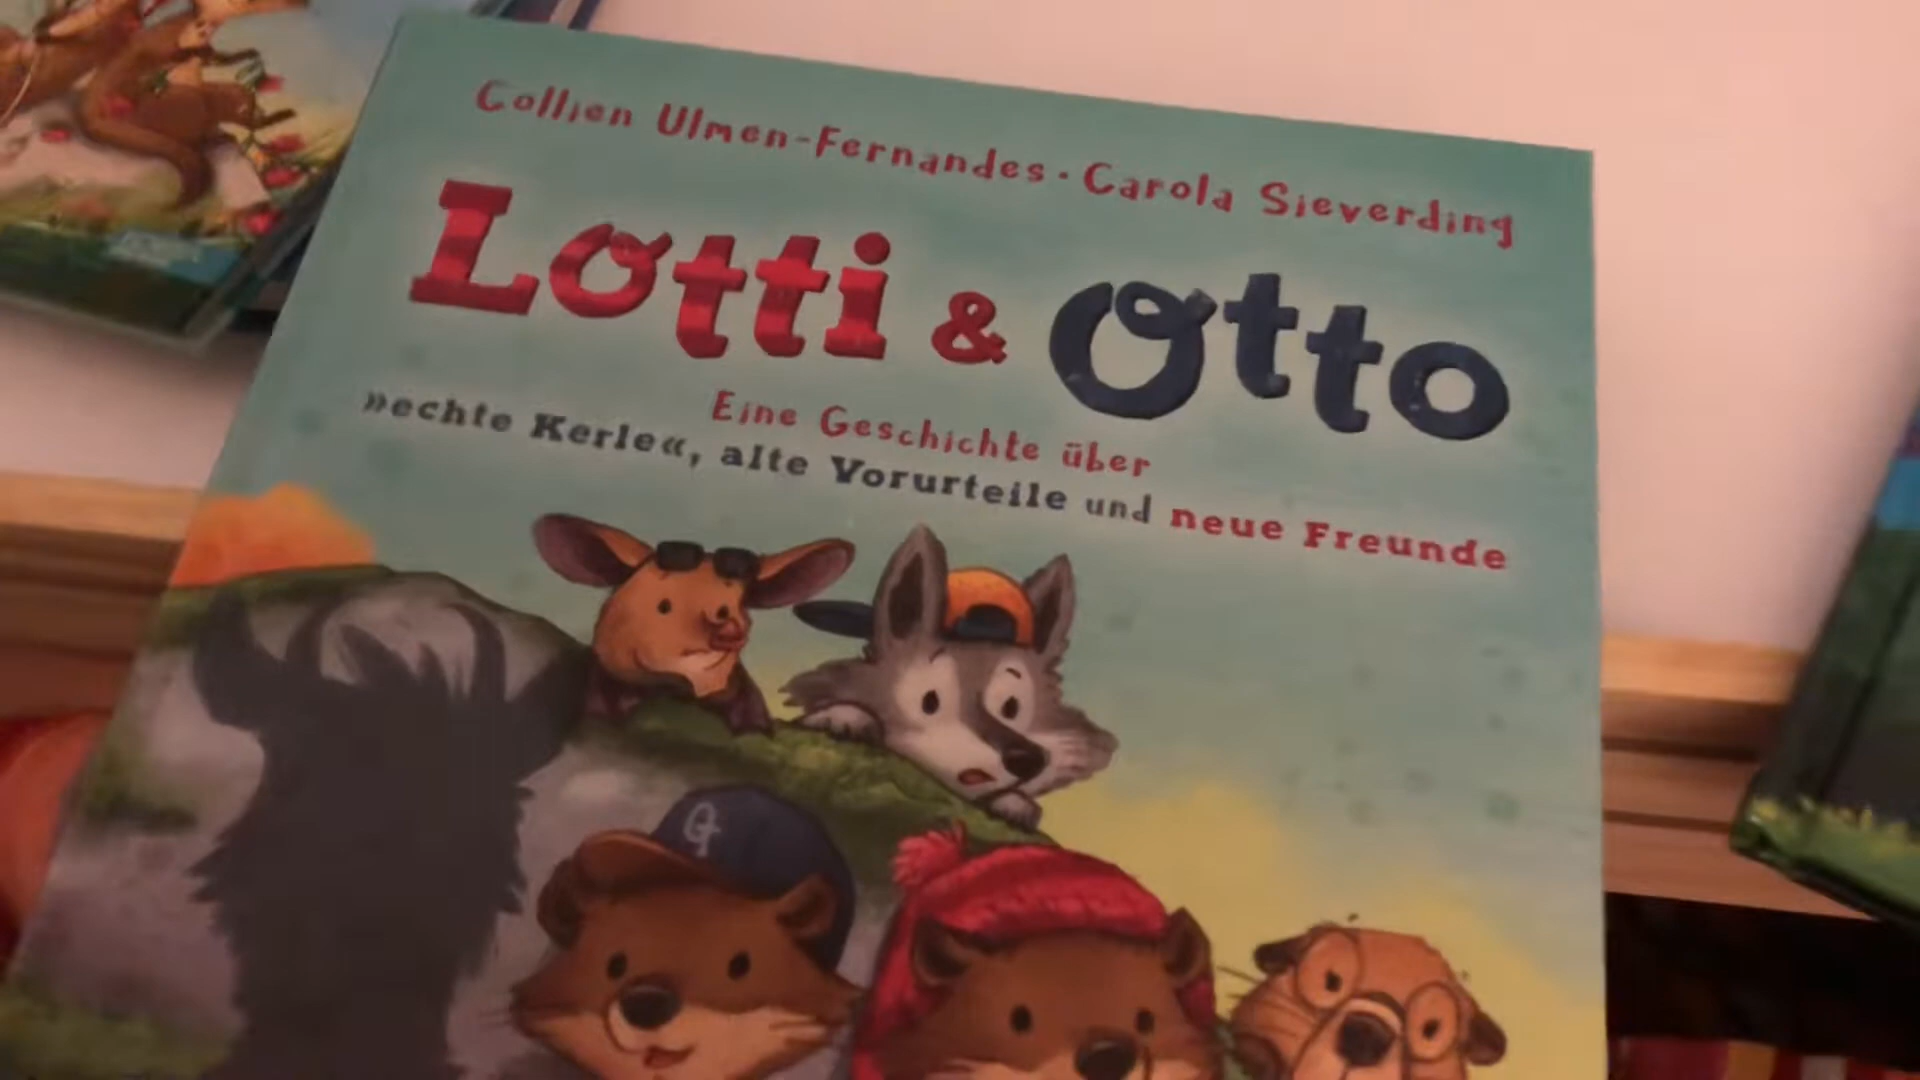 Collien Ulmen-Fernandes · Carola Sieverding
Lotti & Otto
Eine Geschichte über
»echte Kerle«, alte Vorurteile und neue Freunde